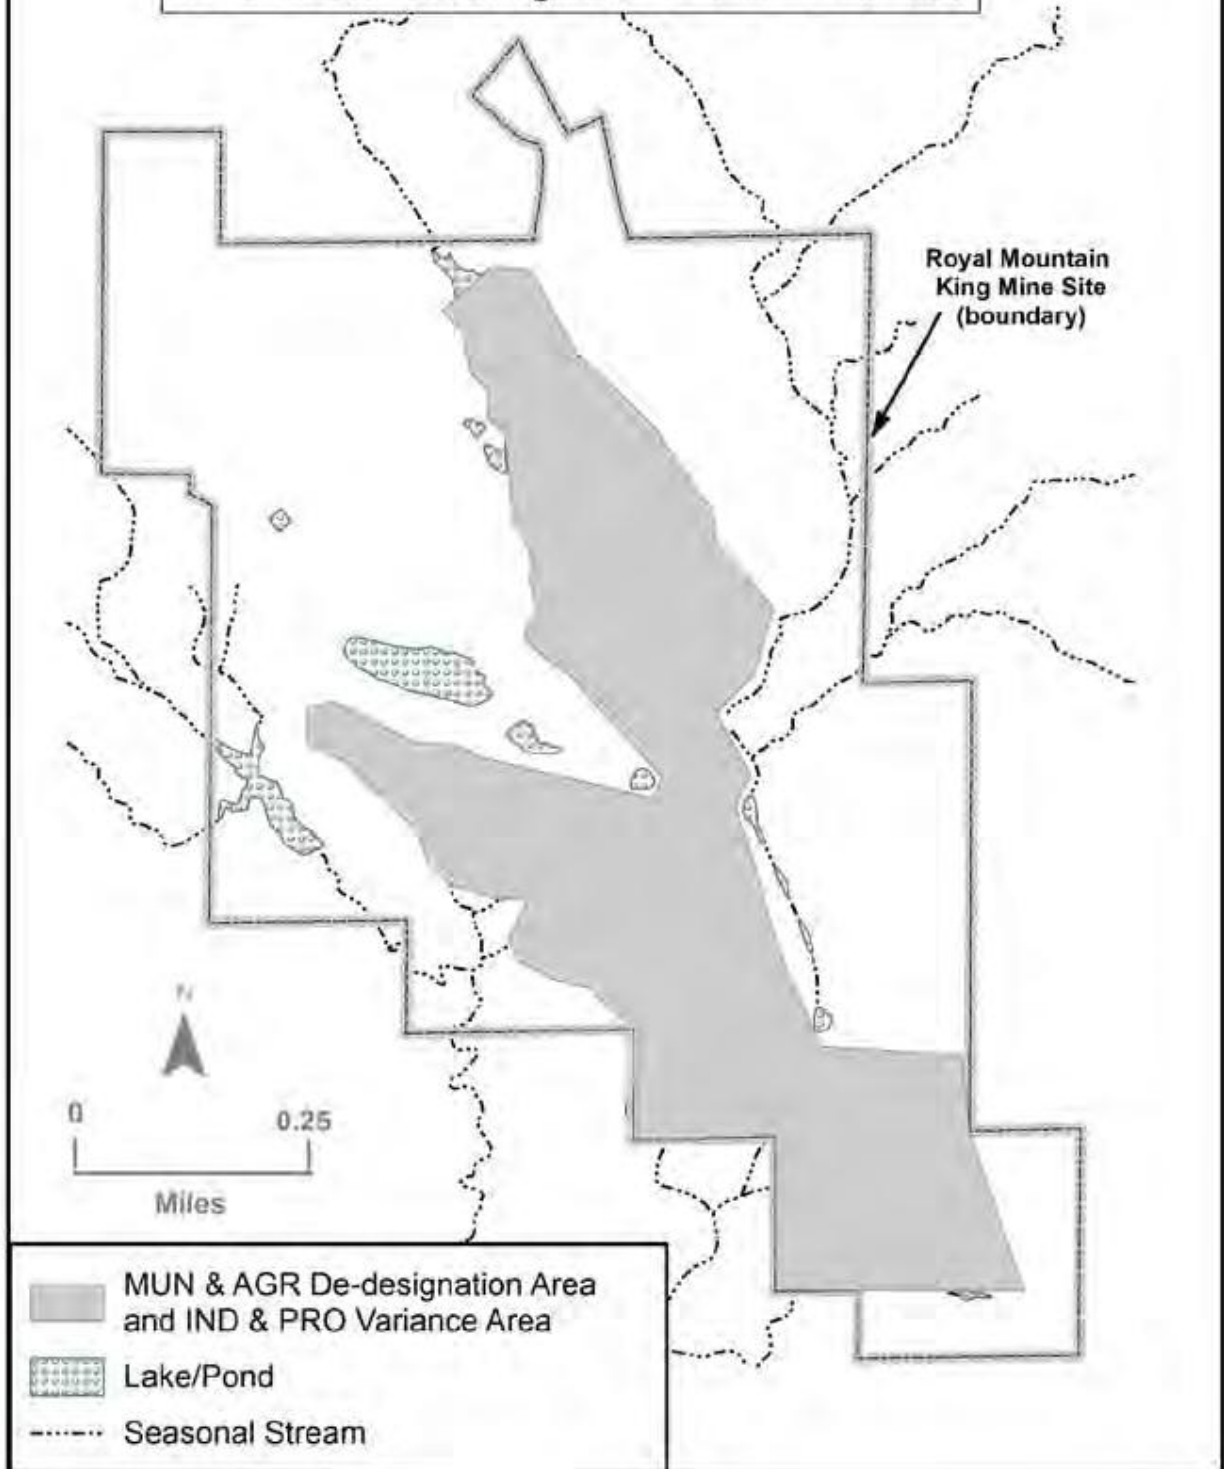 Royal Mountain
King Mine Site
(boundary)
N
0 0.25
Miles
MUN & AGR De-designation Area
and IND & PRO Variance Area
Lake/Pond
Seasonal Stream